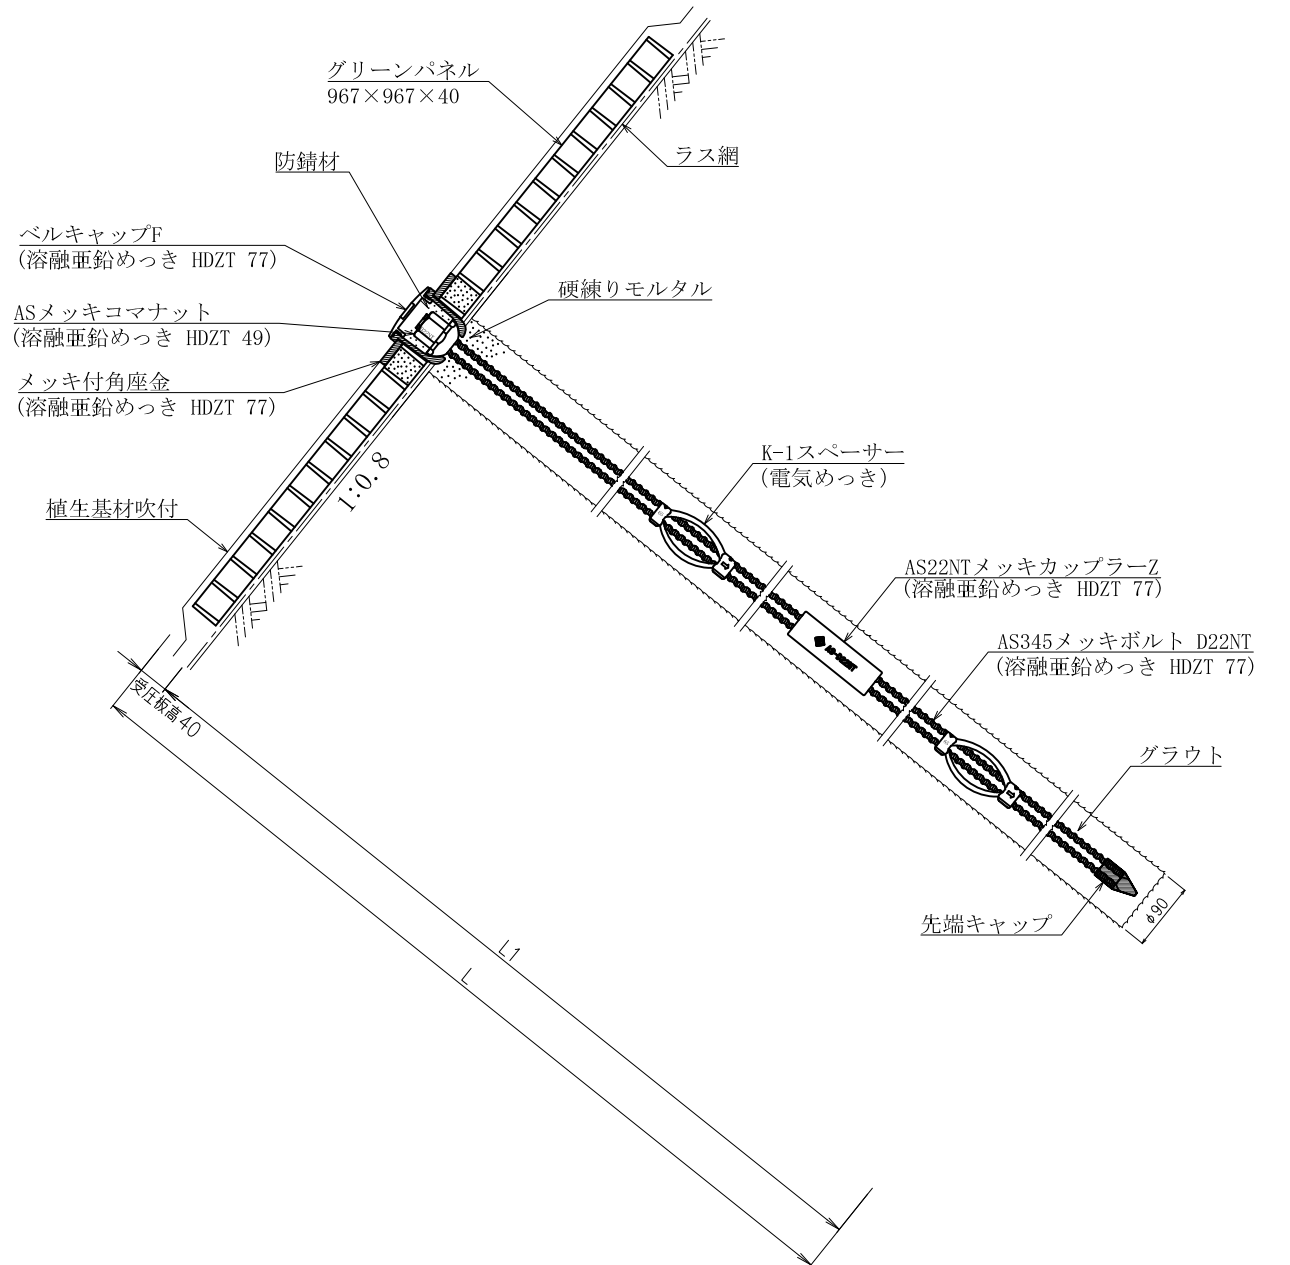 グリーンパネル
967×967×40
ラス網
防錆材
ベルキャップF
(溶融亜鉛めっき HDZT 77)
硬練りモルタル
ASメッキコマナット
(溶融亜鉛めっき HDZT 49)
メッキ付角座金
(溶融亜鉛めっき HDZT 77)
1:0.8
K-1スペーサー
(電気めっき)
植生基材吹付
AS22NTメッキカップラーZ
(溶融亜鉛めっき HDZT 77)
AS345メッキボルト D22NT
(溶融亜鉛めっき HDZT 77)
受圧板高40
グラウト
先端キャップ
φ90
L1
L